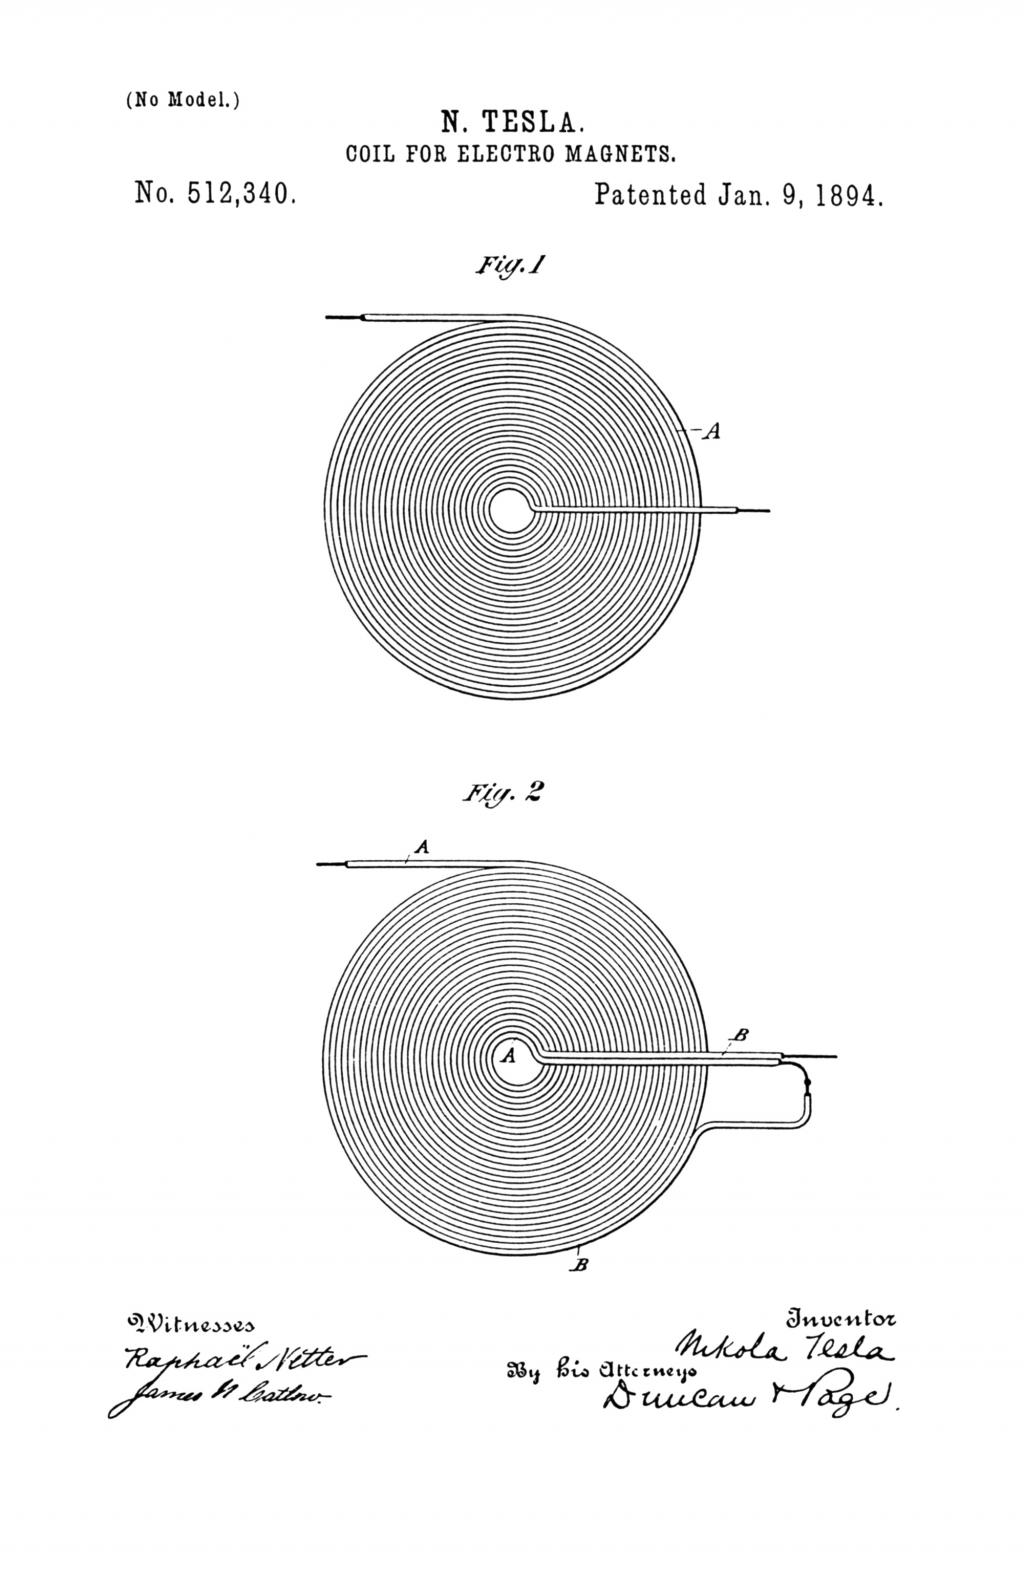 (No Model.)
N. TESLA.
COIL FOR ELECTRO MAGNETS.
No. 512,340.
Patented Jan. 9, 1894.
Fig. 1
A
Fig. 2
A
B
A
B
Witnesses
Raphaël Netter
James N Catlow
Inventor
Nikola Tesla
By his Attorneys
Duncan & Page.